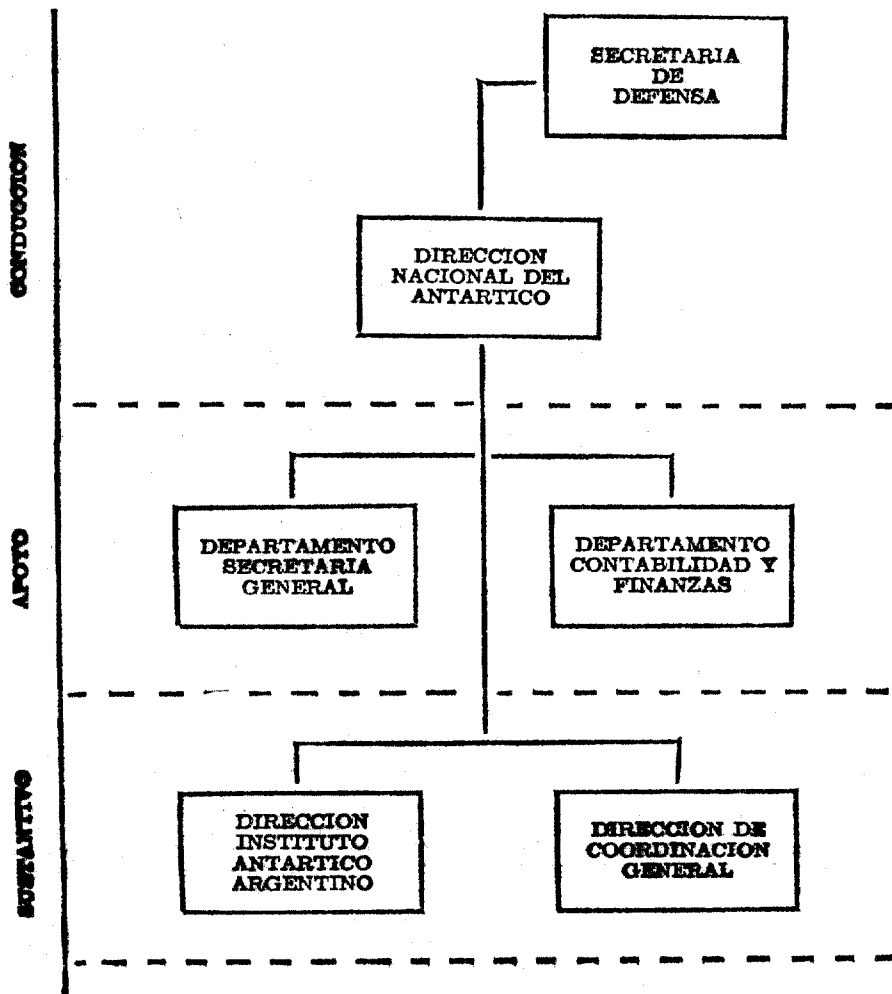 SECRETARIA
DE
DEFENSA
CONDUCCION
DIRECCION
NACIONAL DEL
ANTARTICO
APOYO
DEPARTAMENTO
SECRETARIA
GENERAL
DEPARTAMENTO
CONTABILIDAD Y
FINANZAS
SUSTANTIVO
DIRECCION
INSTITUTO
ANTARTICO
ARGENTINO
DIRECCION DE
COORDINACION
GENERAL